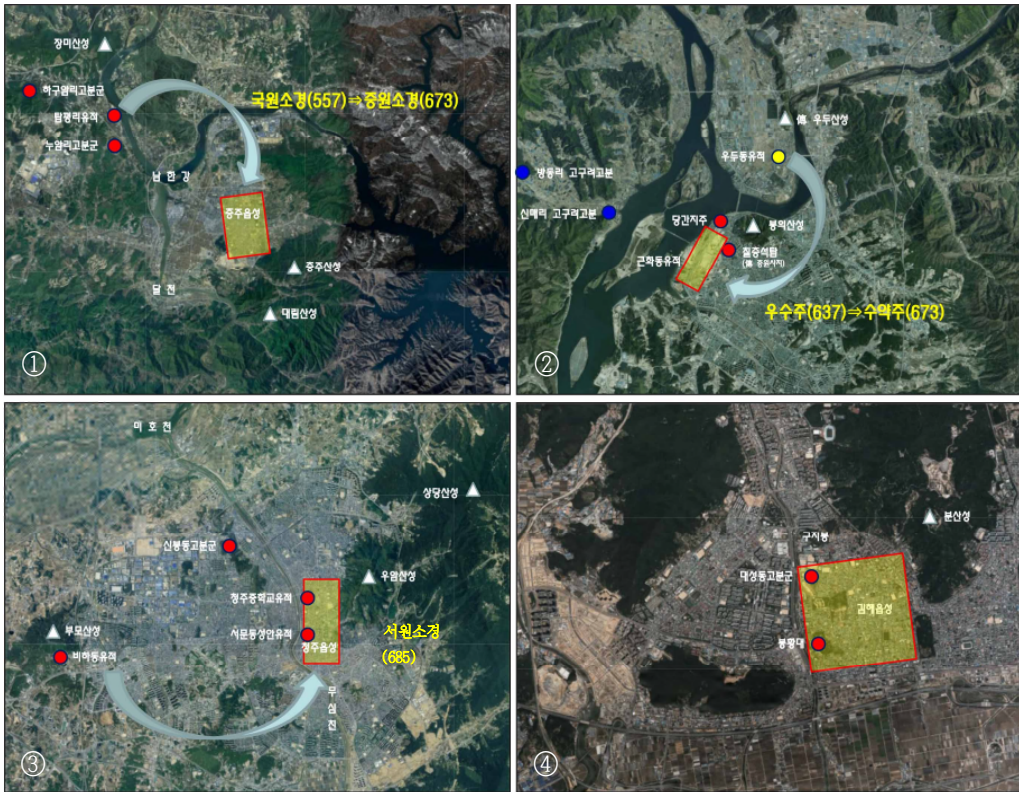 장미산성
하구암리고분군
탑평리유적
누암리고분군
국원소경(557)⇒중원소경(673)
남 한 강
충주읍성
충주산성
달 천
대림산성
①
傳 우두산성
우두동유적
방동리 고구려고분
신매리 고구려고분
당간지주
봉의산성
근화동유적
칠층석탑
(傳 충원사지)
우수주(637)⇒수약주(673)
②
미 호 천
상당산성
신봉동고분군
우암산성
청주중학교유적
서문동성안유적
청주읍성
서원소경
(685)
부모산성
비하동유적
무 심 천
③
분산성
구지봉
대성동고분군
김해읍성
봉황대
④